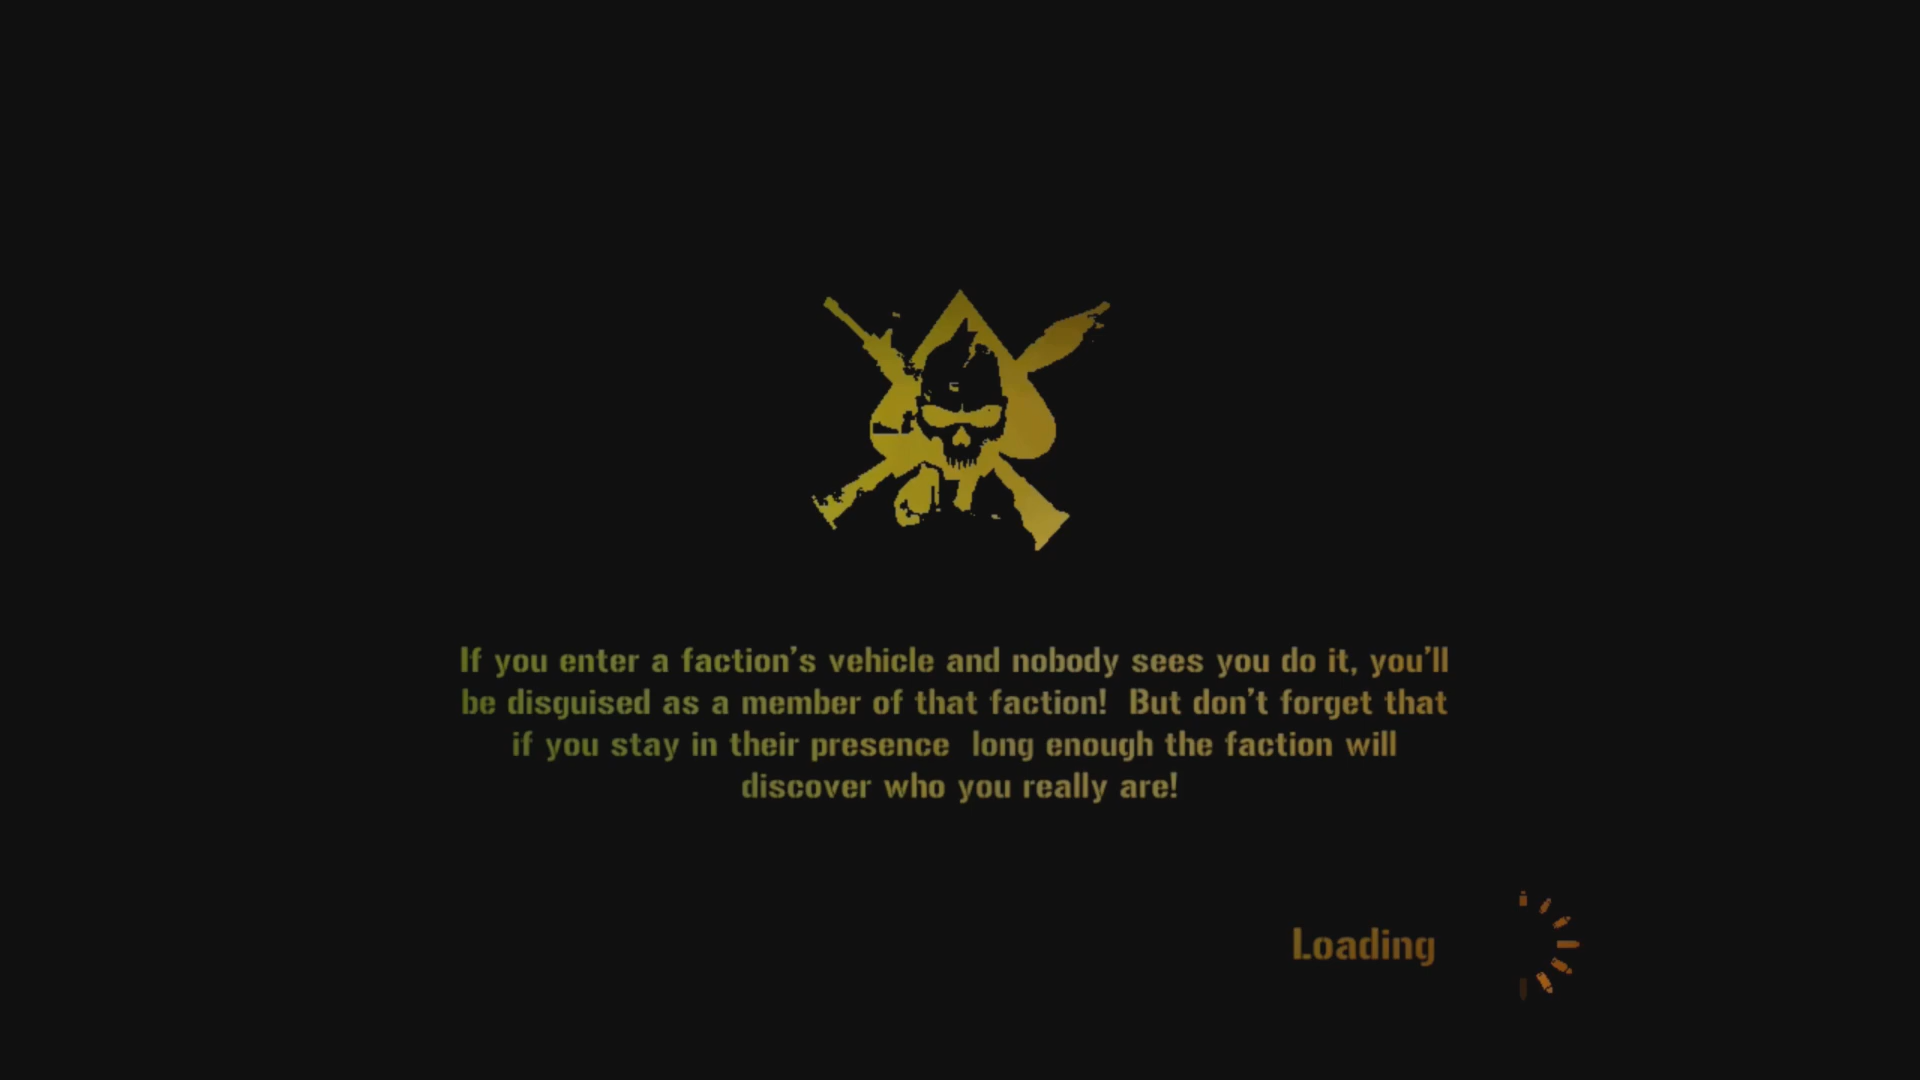 If you enter a faction's vehicle and nobody sees you do it, you'll
be disguised as a member of that faction!  But don't forget that
if you stay in their presence  long enough the faction will
discover who you really are!
Loading